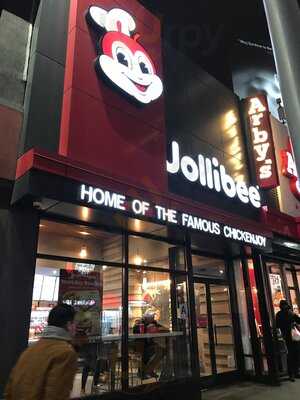 Jollibee
HOME OF THE FAMOUS CHICKENJOY
Arby's